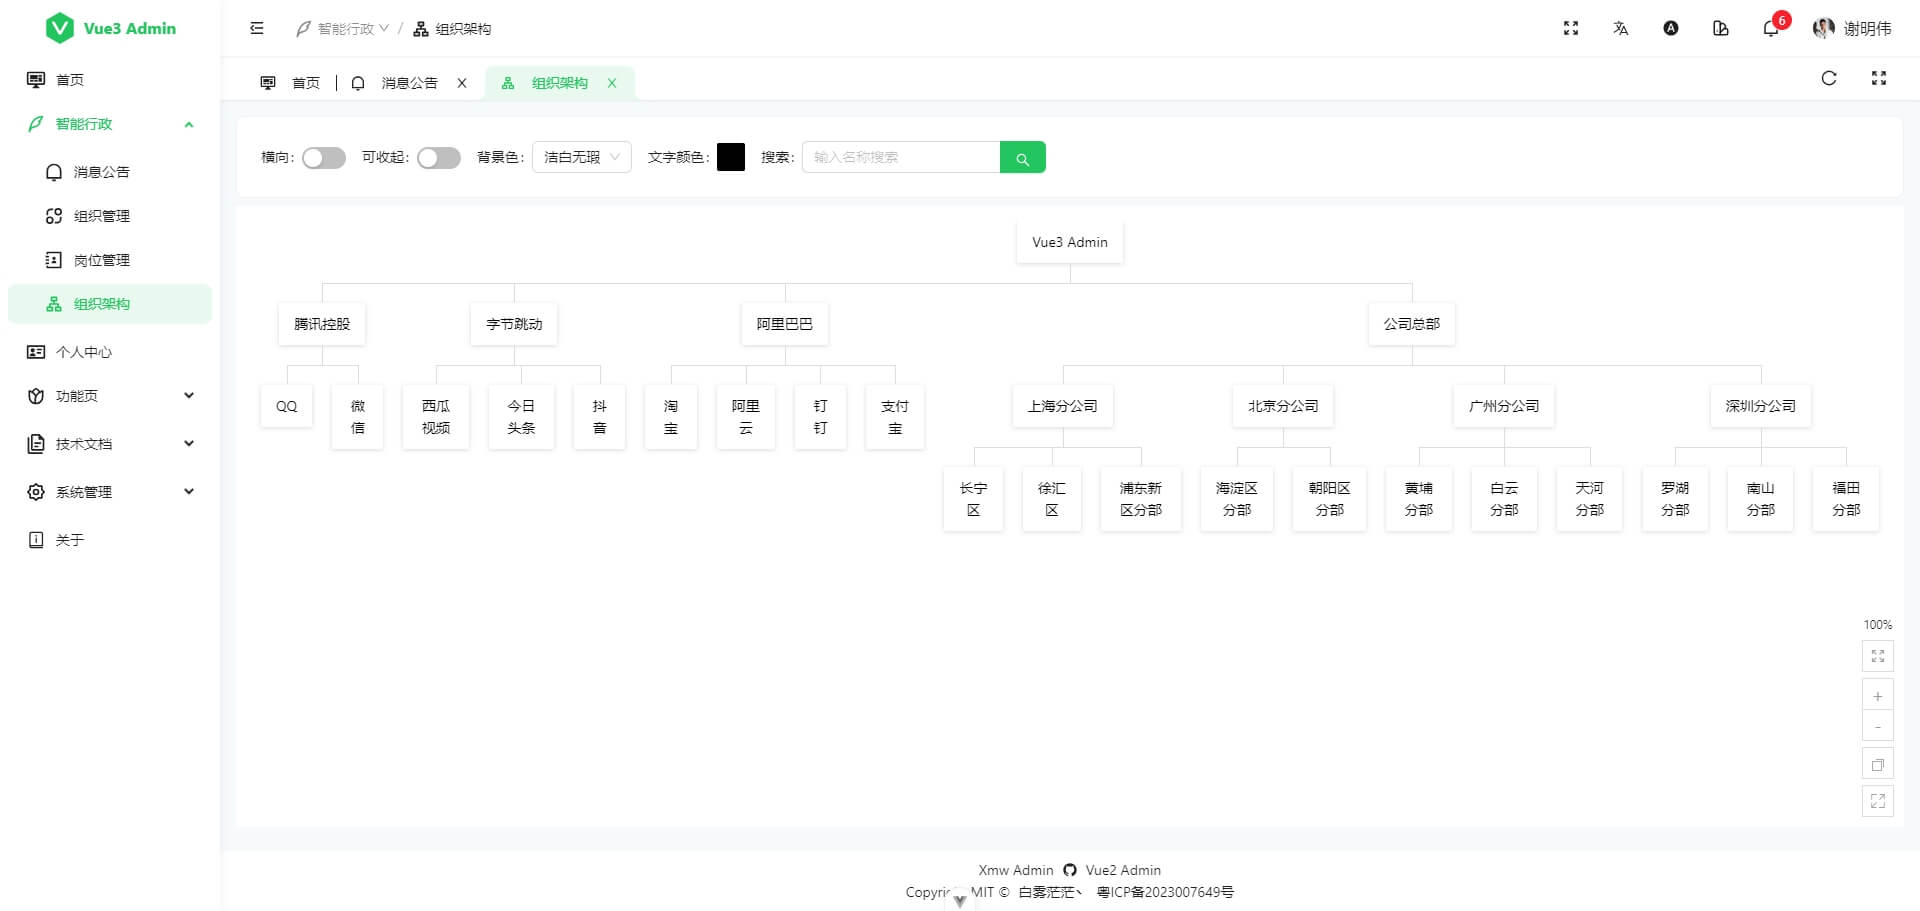 Vue3 Admin
智能行政 / 组织架构
6
谢明伟
首页
智能行政
消息公告
组织管理
岗位管理
组织架构
个人中心
功能页
技术文档
系统管理
关于
首页
消息公告
组织架构
横向:
可收起:
背景色:
洁白无瑕
文字颜色:
搜索:
输入名称搜索
Vue3 Admin
腾讯控股
字节跳动
阿里巴巴
公司总部
QQ
微
信
西瓜
视频
今日
头条
抖
音
淘
宝
阿里
云
钉
钉
支付
宝
上海分公司
北京分公司
广州分公司
深圳分公司
长宁
区
徐汇
区
浦东新
区分部
海淀区
分部
朝阳区
分部
黄埔
分部
白云
分部
天河
分部
罗湖
分部
南山
分部
福田
分部
100%
+
-
Xmw Admin Vue2 Admin
MIT © 白雾茫茫丶 粤ICP备2023007649号